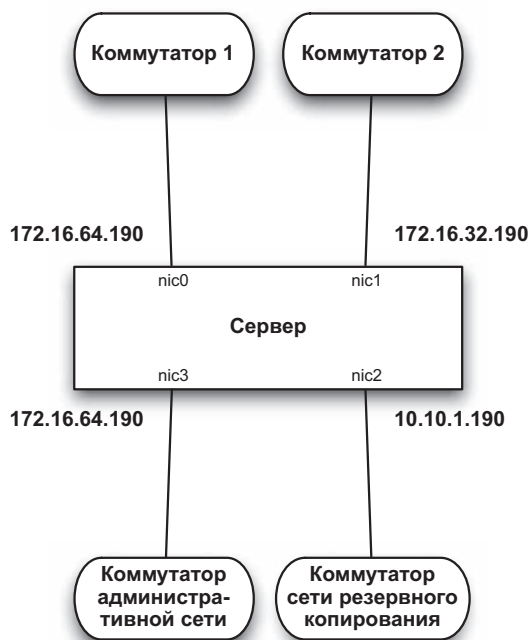 Коммутатор 1
Коммутатор 2
172.16.64.190
172.16.32.190
nic0
nic1
Сервер
nic3
nic2
172.16.64.190
10.10.1.190
Коммутатор
администра-
тивной сети
Коммутатор
сети резервного
копирования